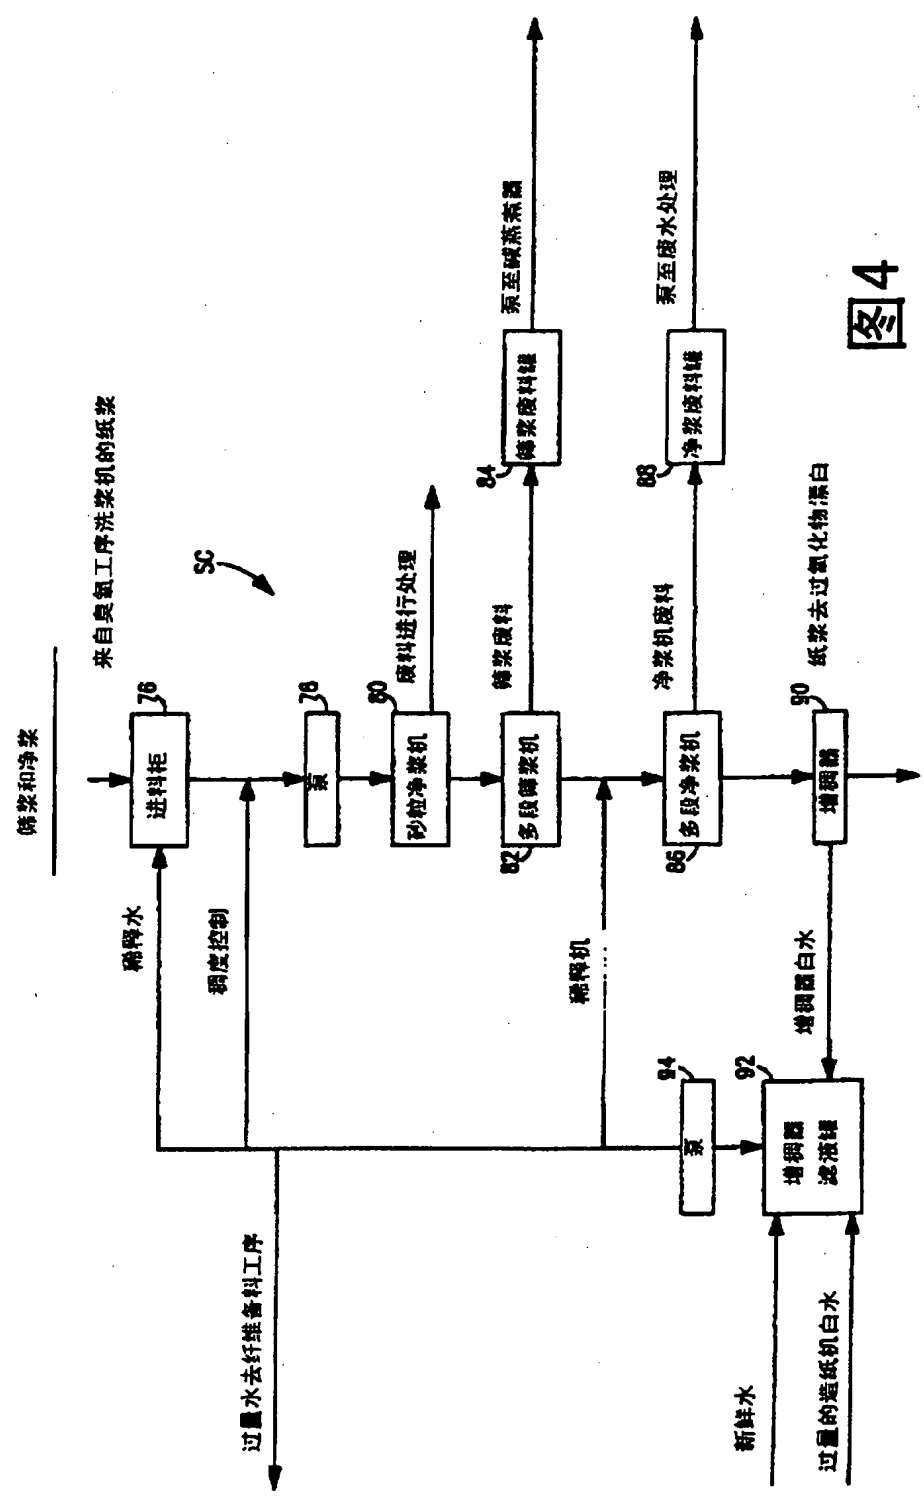 筛浆和净浆
来自臭氧工序洗浆机的纸浆
SC
进料柜
76
稀释水
稠度控制
泵
78
砂粒净浆机
80
废料进行处理
多段筛浆机
82
筛浆废料
筛浆废料罐
84
泵至碱蒸煮器
稀释机
多段净浆机
86
净浆机废料
净浆废料罐
88
泵至废水处理
增稠器
90
纸浆去过氧化物漂白
增稠器白水
增稠器
滤液罐
92
泵
94
过量水去纤维备料工序
新鲜水
过量的造纸机白水
图4